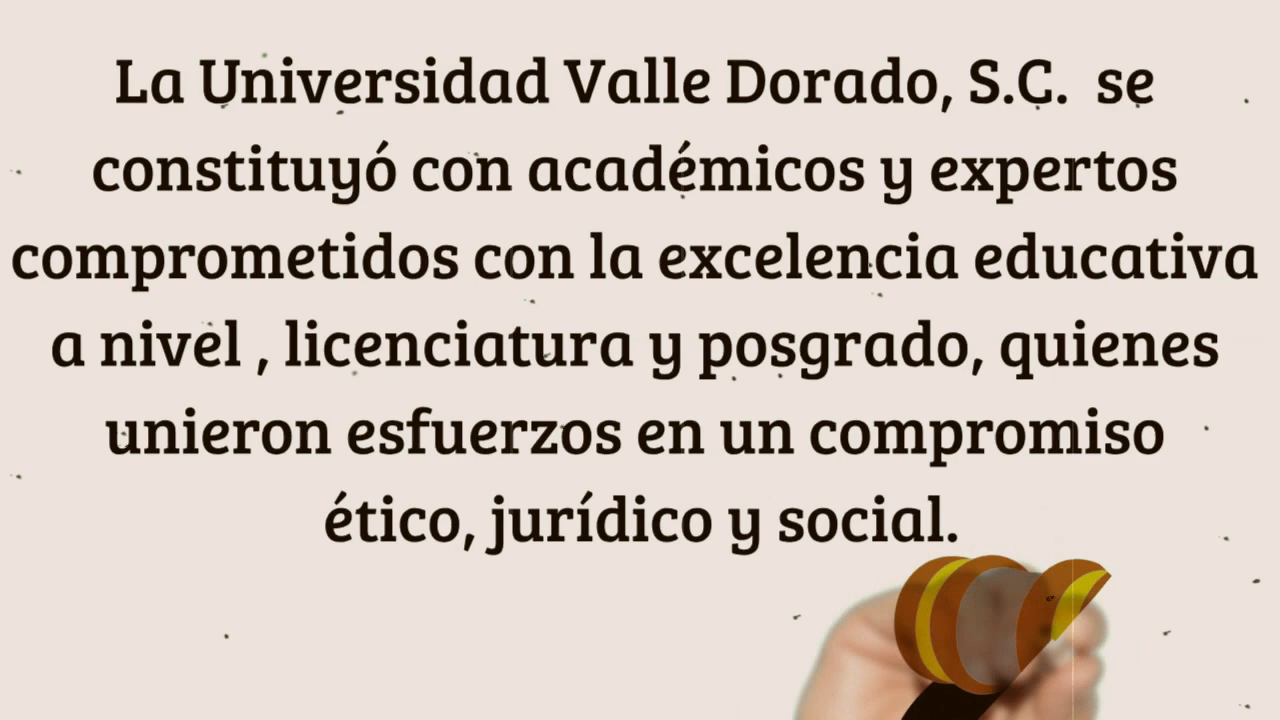 La Universidad Valle Dorado, S.C. se
constituyó con académicos y expertos
comprometidos con la excelencia educativa
a nivel , licenciatura y posgrado, quienes
unieron esfuerzos en un compromiso
ético, jurídico y social.